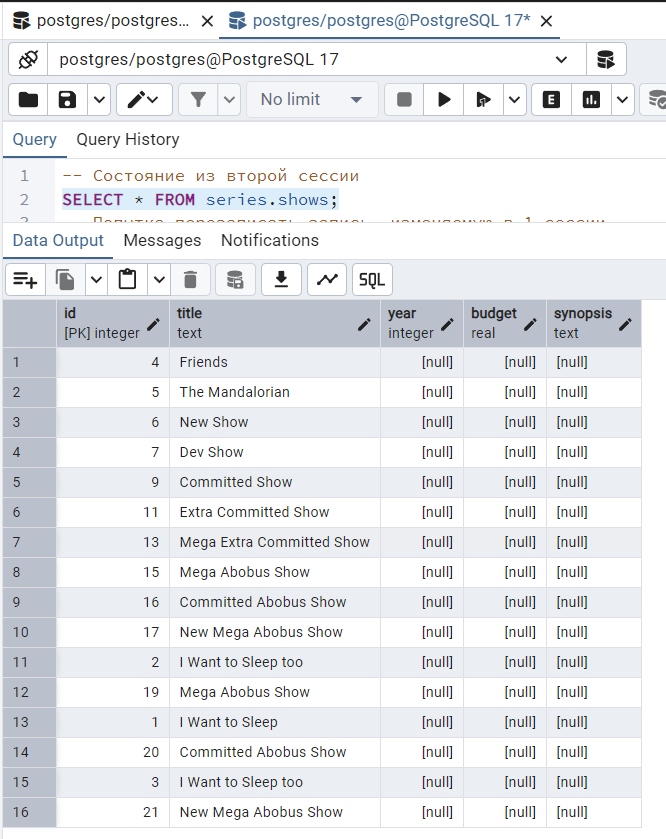 postgres/postgres... × postgres/postgres@PostgreSQL 17* ×
postgres/postgres@PostgreSQL 17
No limit E
Query Query History
1 -- Состояние из второй сессии
2 SELECT * FROM series.shows;
Data Output Messages Notifications
SQL
id title year budget synopsis
[PK] integer text integer real text
1 4 Friends [null] [null] [null]
2 5 The Mandalorian [null] [null] [null]
3 6 New Show [null] [null] [null]
4 7 Dev Show [null] [null] [null]
5 9 Committed Show [null] [null] [null]
6 11 Extra Committed Show [null] [null] [null]
7 13 Mega Extra Committed Show [null] [null] [null]
8 15 Mega Abobus Show [null] [null] [null]
9 16 Committed Abobus Show [null] [null] [null]
10 17 New Mega Abobus Show [null] [null] [null]
11 2 I Want to Sleep too [null] [null] [null]
12 19 Mega Abobus Show [null] [null] [null]
13 1 I Want to Sleep [null] [null] [null]
14 20 Committed Abobus Show [null] [null] [null]
15 3 I Want to Sleep too [null] [null] [null]
16 21 New Mega Abobus Show [null] [null] [null]